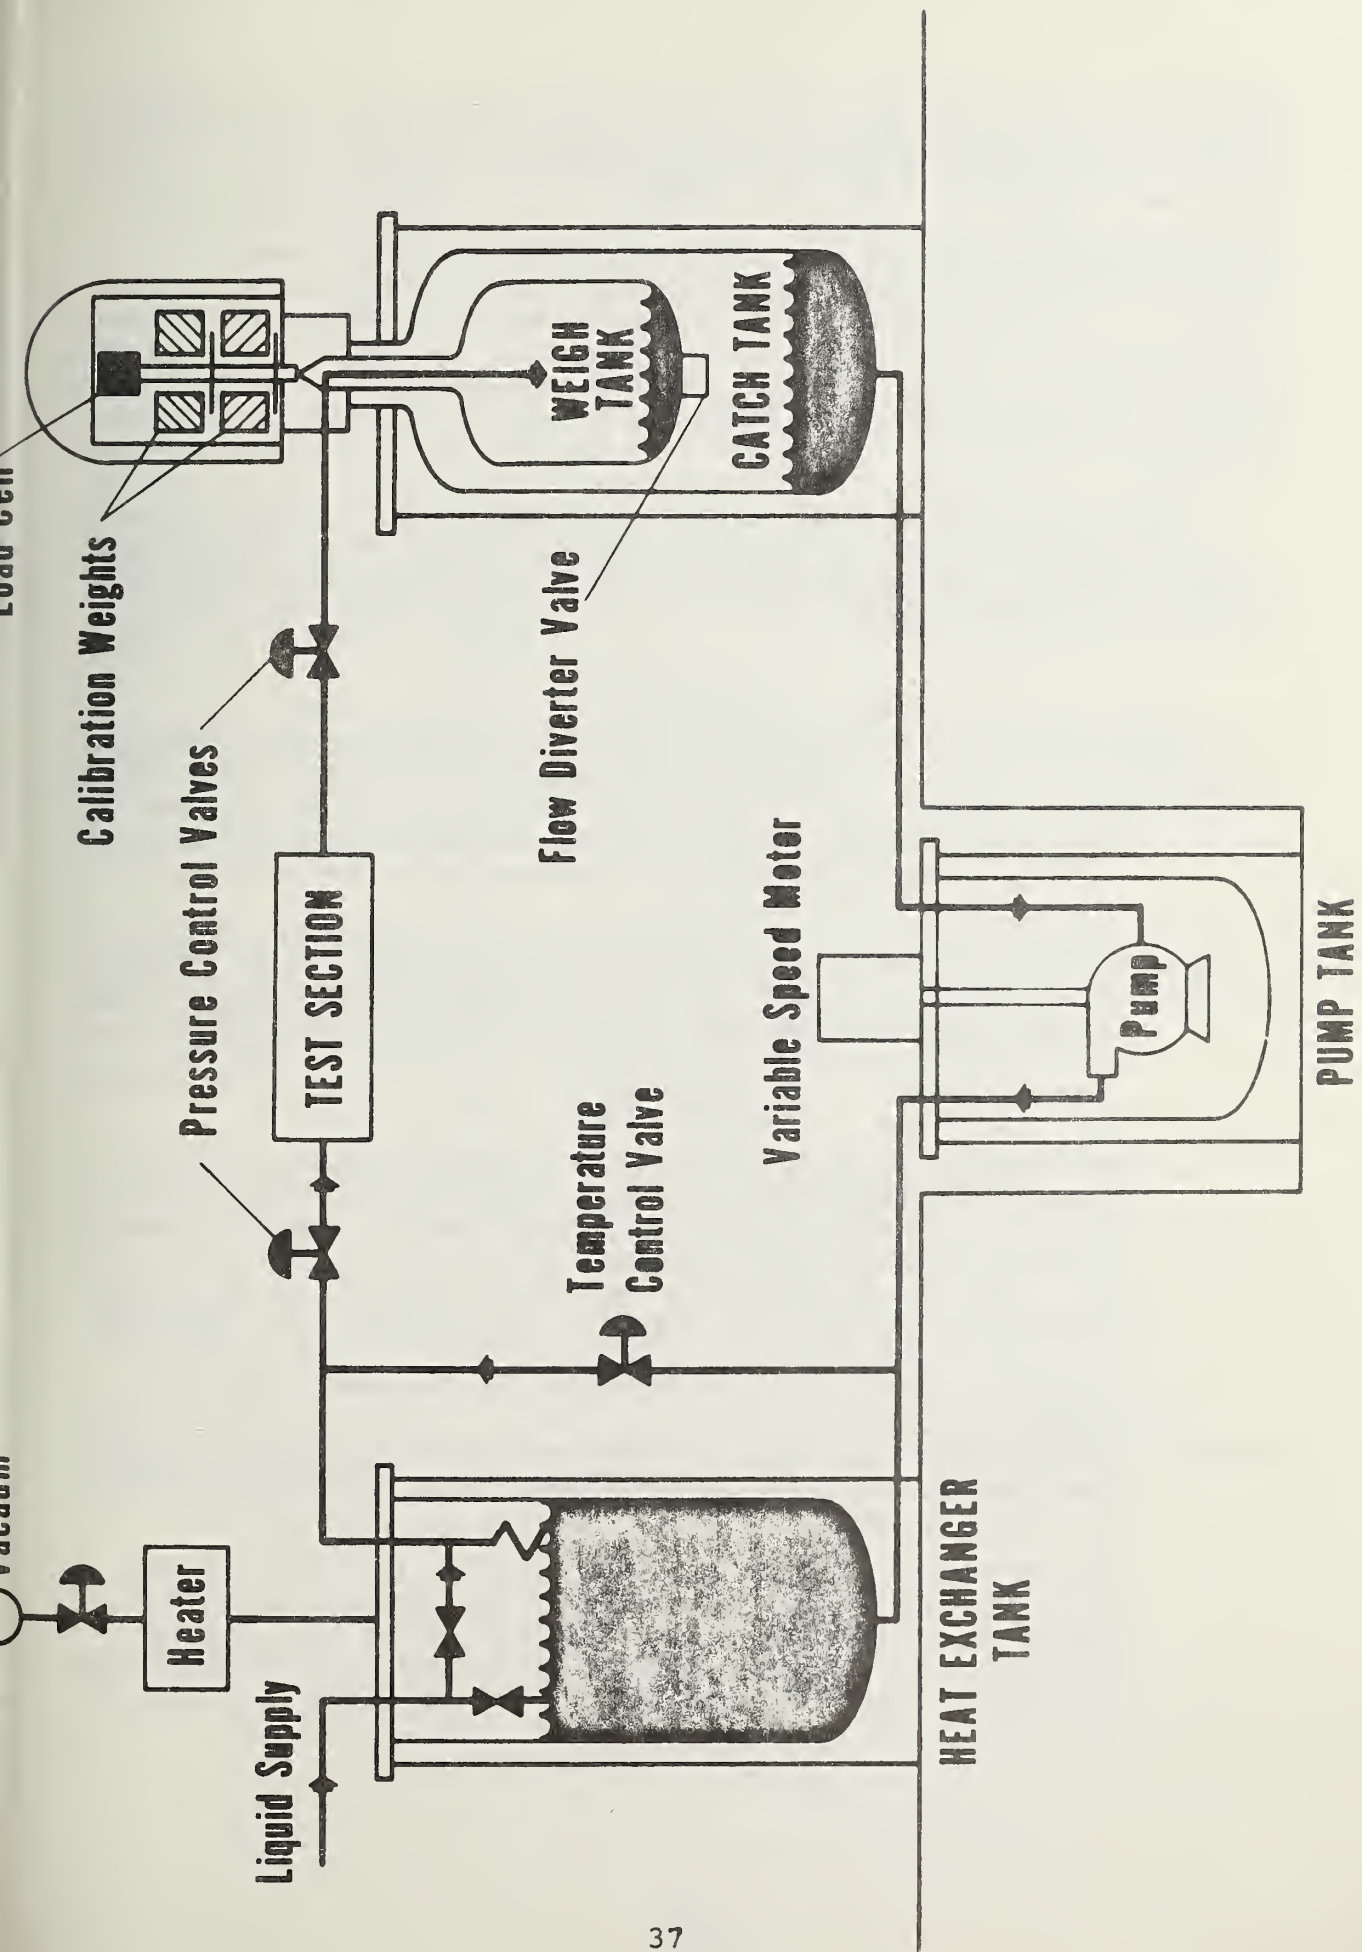 Load Cell
Calibration Weights
Pressure Control Valves
TEST SECTION
Vacuum
Heater
Liquid Supply
WEIGH
TANK
CATCH TANK
Flow Diverter Valve
Temperature
Control Valve
Variable Speed Motor
Pump
HEAT EXCHANGER
TANK
PUMP TANK
37